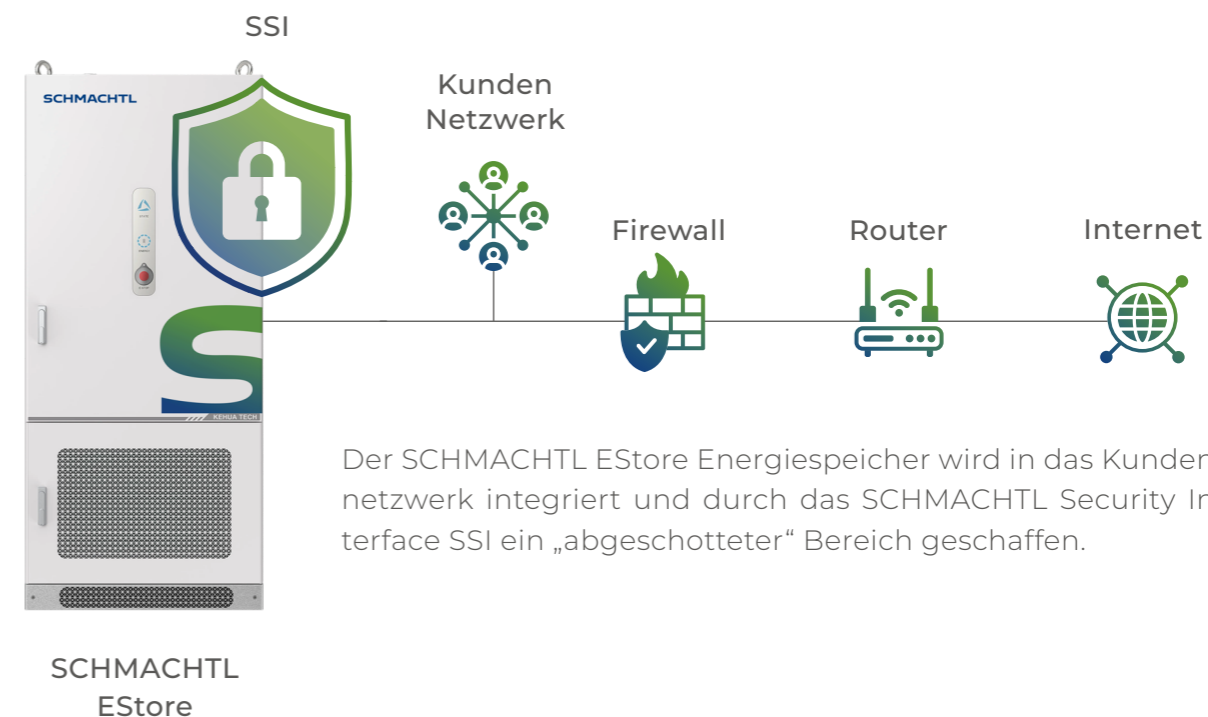 SSI
SCHMACHTL
Kunden
Netzwerk
Firewall
Router
Internet
KEHUA TECH
Der SCHMACHTL EStore Energiespeicher wird in das Kunden
netzwerk integriert und durch das SCHMACHTL Security In
terface SSI ein „abgeschotteter“ Bereich geschaffen.
SCHMACHTL
EStore